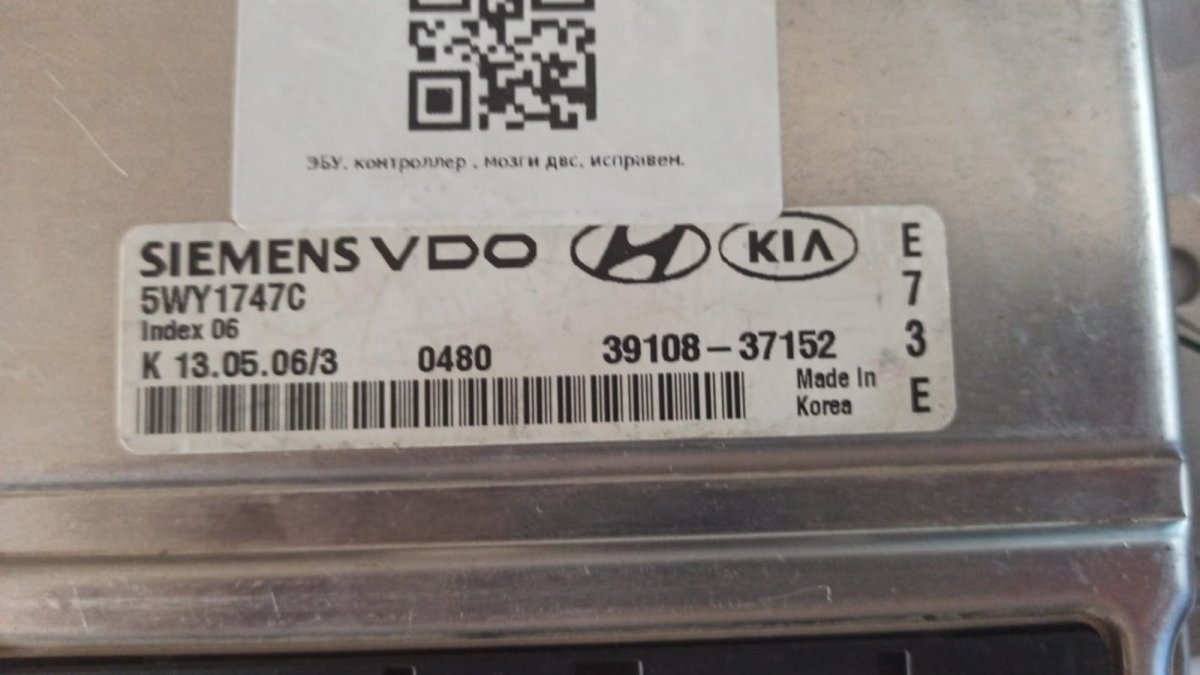 ЭБУ, контроллер , мозги двс, исправен.
SIEMENS VDO KIA
5WY1747C
Index 06
K 13.05.06/3 0480 39108-37152
Made In
Korea
E
7
3
E